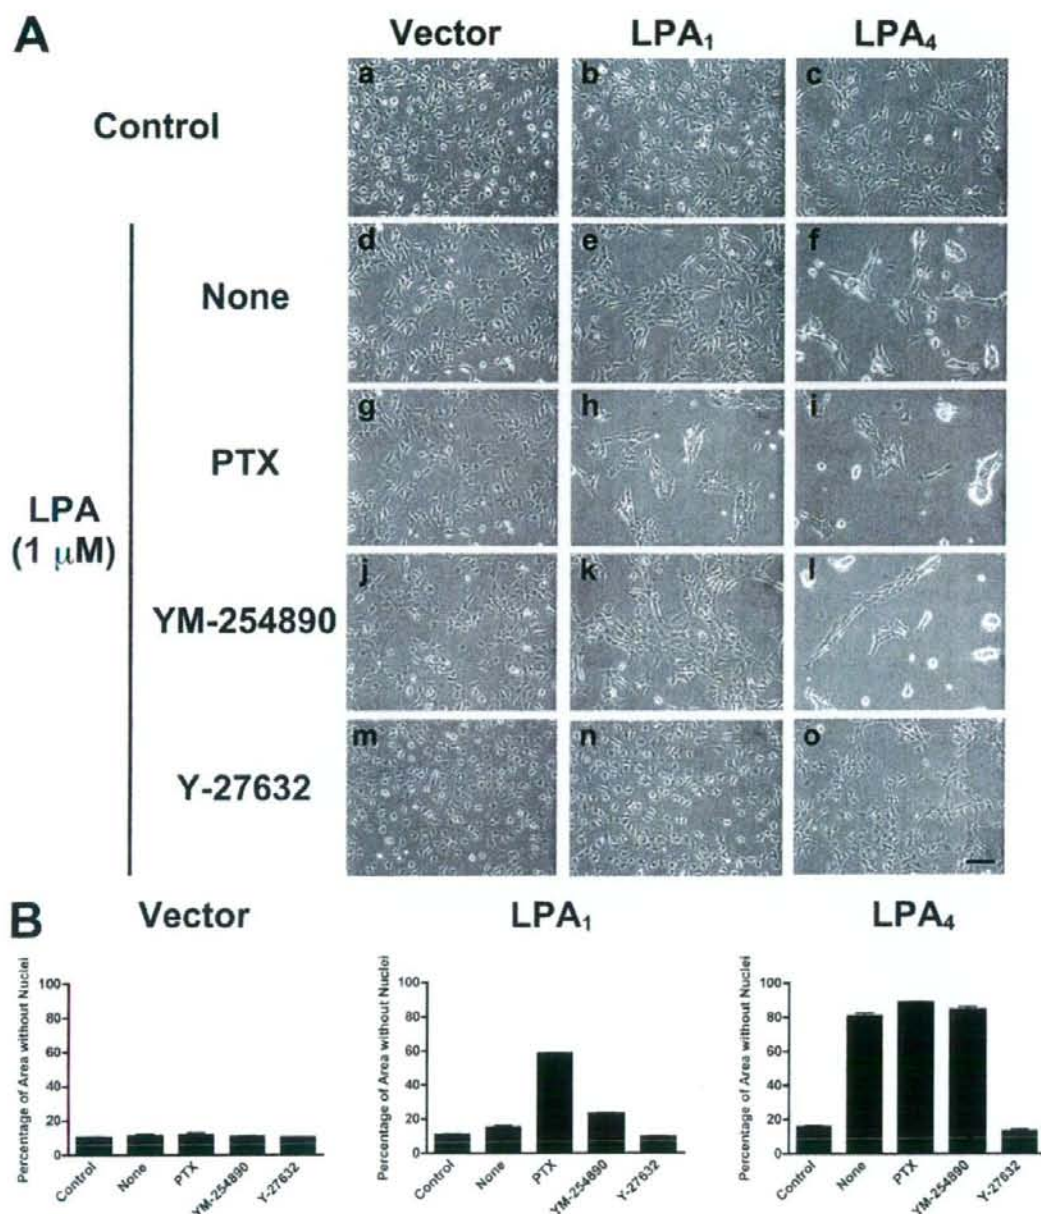 A
Vector LPA₁ LPA₄
Control
a b c
None
d e f
PTX
g h i
LPA
(1 μM)
YM-254890
j k l
Y-27632
m n o
B
Vector LPA₁ LPA₄
Percentage of Area without Nuclei
100
80
60
40
20
0
Control None PTX YM-254890 Y-27632
Percentage of Area without Nuclei
100
80
60
40
20
0
Control None PTX YM-254890 Y-27632
Percentage of Area without Nuclei
100
80
60
40
20
0
Control None PTX YM-254890 Y-27632